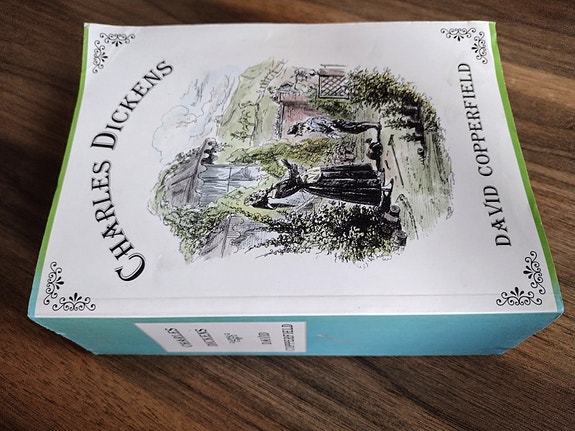 CHARLES DICKENS
DAVID COPPERFIELD
CHARLES
DICKENS
DAVID
COPPERFIELD